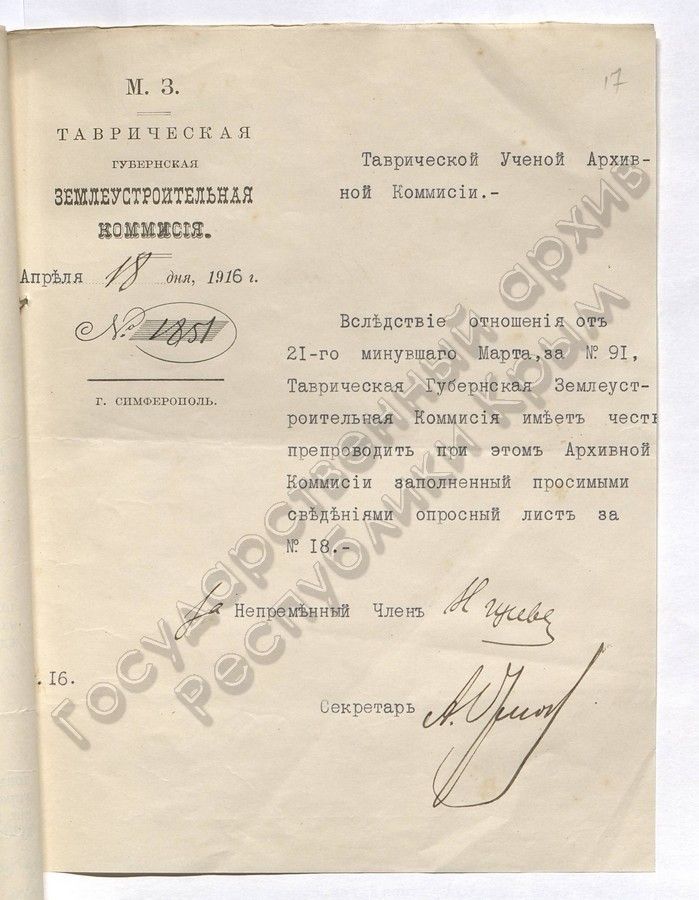 17
М. З.
ТАВРИЧЕСКАЯ
ГУБЕРНСКАЯ
ЗЕМЛЕУСТРОИТЕЛЬНАЯ
КОММИСІЯ.
Апрѣля 18 дня, 1916 г.
№ 1851
Г. СИМФЕРОПОЛЬ.
Таврической Ученой Архив-
ной Коммисіи.-
Вслѣдствіе отношенія отъ
21-го минувшаго Марта,за № 91,
Таврическая Губернская Землеуст-
роительная Коммисія имѣетъ честь
препроводить при этомъ Архивной
Коммисіи заполненный просимыми
свѣдѣніями опросный листъ за
№ 18.-
За Непремѣнный Членъ
. 16.
Секретарь А.
Государственный архив
Республики Крым